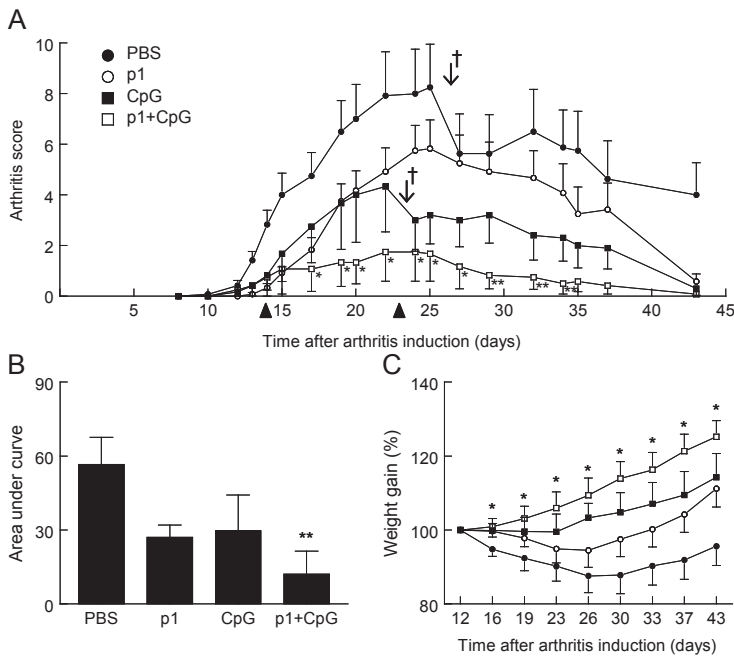 A
10
8
6
4
2
0
Arthritis score
PBS
p1
CpG
p1+CpG
†
†
* * * * * * * ** ** **
5 10 15 20 25 30 35 40 45
Time after arthritis induction (days)
B
90
60
30
0
Area under curve
**
PBS p1 CpG p1+CpG
C
140
120
100
80
Weight gain (%)
* * * * * * * *
12 16 19 23 26 30 33 37 43
Time after arthritis induction (days)